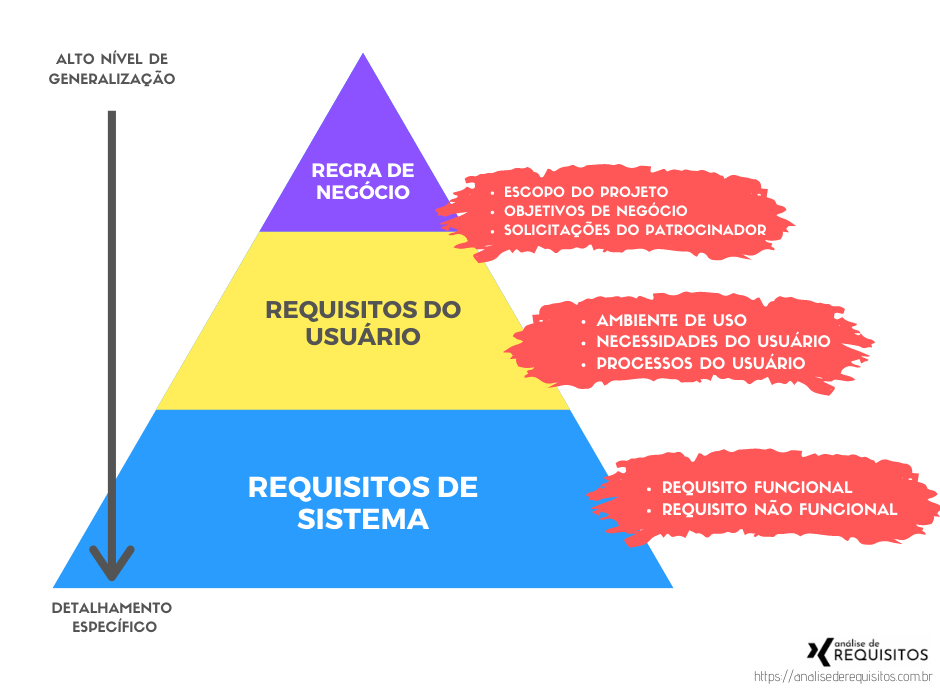 ALTO NÍVEL DE
GENERALIZAÇÃO
REGRA DE
NEGÓCIO
• ESCOPO DO PROJETO
• OBJETIVOS DE NEGÓCIO
• SOLICITAÇÕES DO PATROCINADOR
REQUISITOS DO
USUÁRIO
• AMBIENTE DE USO
• NECESSIDADES DO USUÁRIO
• PROCESSOS DO USUÁRIO
REQUISITOS DE
SISTEMA
• REQUISITO FUNCIONAL
• REQUISITO NÃO FUNCIONAL
DETALHAMENTO
ESPECÍFICO
análise de
REQUISITOS
https://analisederequisitos.com.br